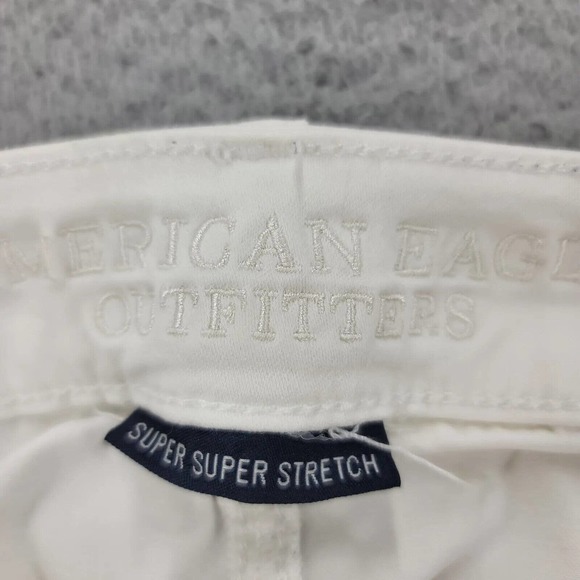 MERICAN EAGL
OUTFITTERS
SUPER SUPER STRETCH